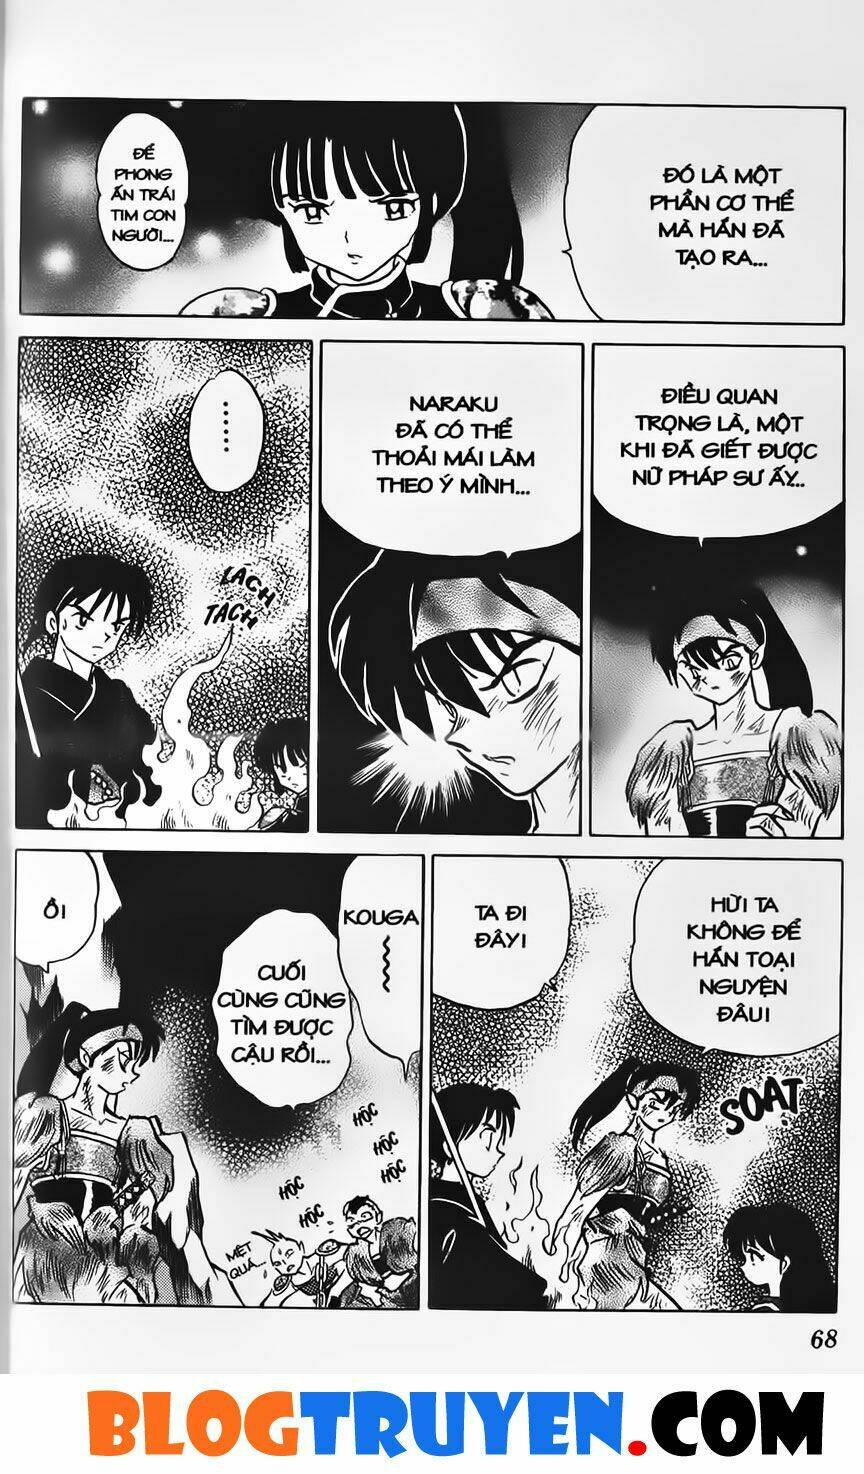 ĐÓ LÀ MỘT
PHẦN CƠ THỂ
MÀ HẮN ĐÃ
TẠO RA...
ĐỂ
PHONG
ẤN TRÁI
TIM CON
NGƯỜI...
ĐIỀU QUAN
TRỌNG LÀ, MỘT
KHI ĐÃ GIẾT ĐƯỢC
NỮ PHÁP SƯ ẤY...
NARAKU
ĐÃ CÓ THỂ
THOẢI MÁI LÀM
THEO Ý MÌNH...
......
LÁCH
TÁCH
HỪ! TA
KHÔNG ĐỂ
HẮN TOẠI
NGUYỆN
ĐÂU!
TA ĐI
ĐÂY!
SOẠT
KOUGA
CUỐI
CÙNG CŨNG
TÌM ĐƯỢC
CẬU RỒI...
ỒI
HỘC
HỘC
HỘC
HỘC
HỘC
MỆT
QUÁ...
68
BLOGTRUYEN.COM